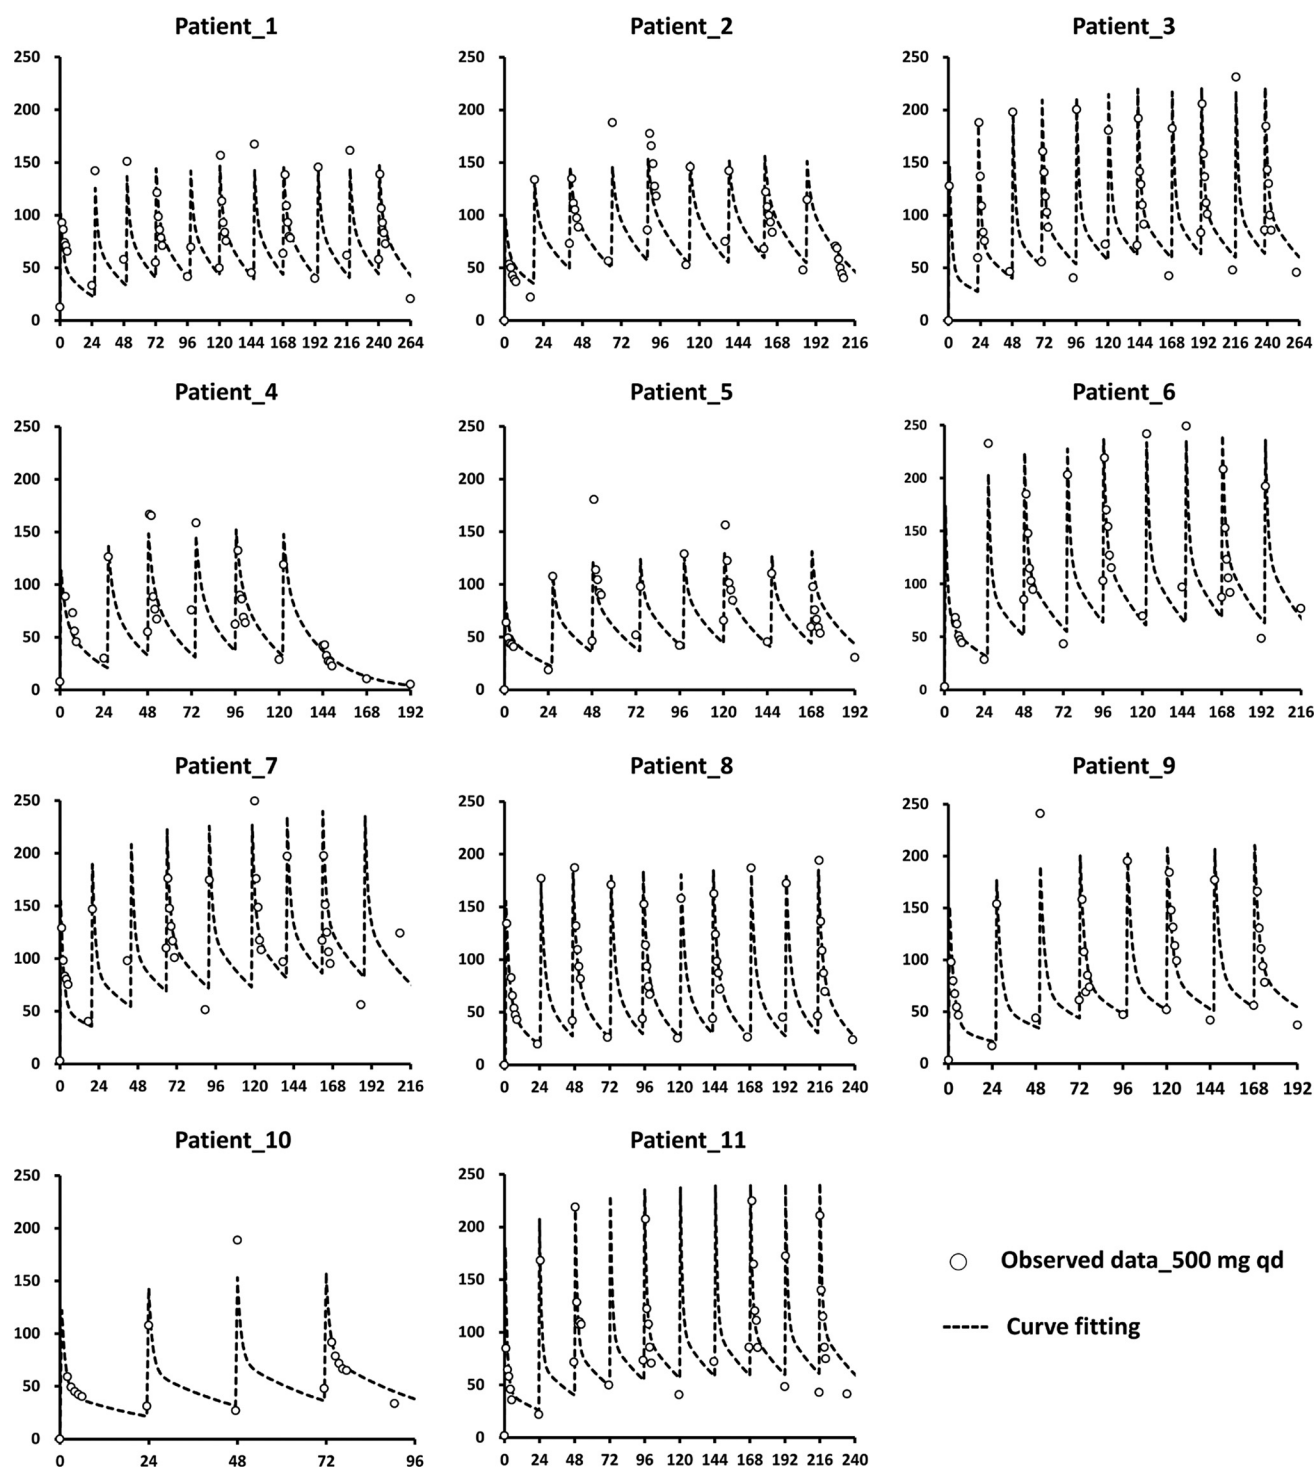 Patient_1 Patient_2 Patient_3
250 250 250
200 200 200
150 150 150
100 100 100
50 50 50
0 0 0
0 24 48 72 96 120 144 168 192 216 240 264 0 24 48 72 96 120 144 168 192 216 0 24 48 72 96 120 144 168 192 216 240 264
Patient_4 Patient_5 Patient_6
250 250 250
200 200 200
150 150 150
100 100 100
50 50 50
0 0 0
0 24 48 72 96 120 144 168 192 0 24 48 72 96 120 144 168 192 0 24 48 72 96 120 144 168 192 216
Patient_7 Patient_8 Patient_9
250 250 250
200 200 200
150 150 150
100 100 100
50 50 50
0 0 0
0 24 48 72 96 120 144 168 192 216 0 24 48 72 96 120 144 168 192 216 240 0 24 48 72 96 120 144 168 192
Patient_10 Patient_11
250 250
200 200
150 150
100 100
50 50
0 0
0 24 48 72 96 0 24 48 72 96 120 144 168 192 216 240
Observed data_500 mg qd
Curve fitting